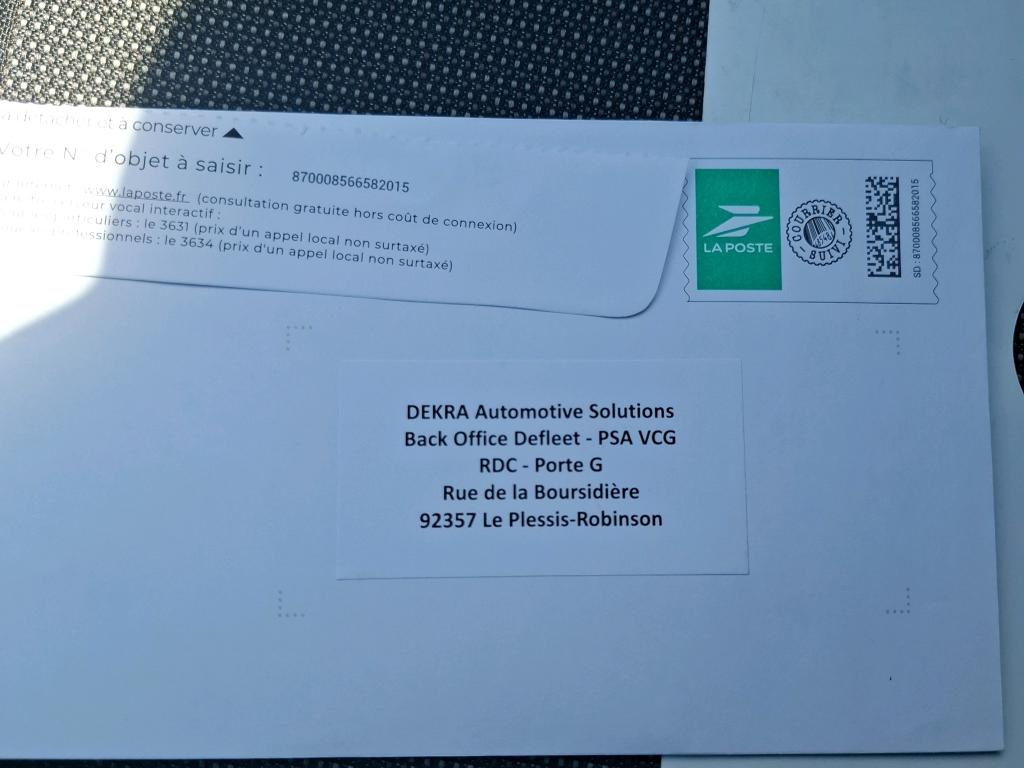 à détacher et à conserver ▲
Votre N° d'objet à saisir : 870008566582015
www.laposte.fr (consultation gratuite hors coût de connexion)
vocal interactif :
particuliers : le 3631 (prix d'un appel local non surtaxé)
professionnels : le 3634 (prix d'un appel local non surtaxé)
LA POSTE
COURRIER
SUIVI
SD : 870008566582015
DEKRA Automotive Solutions
Back Office Defleet - PSA VCG
RDC - Porte G
Rue de la Boursidière
92357 Le Plessis-Robinson